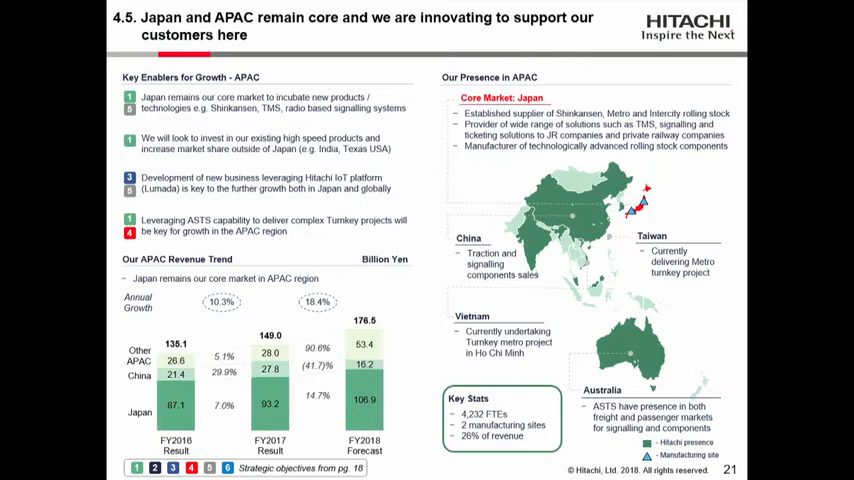 4.5. Japan and APAC remain core and we are innovating to support our
customers here
HITACHI
Inspire the Next
Key Enablers for Growth - APAC
1
5
Japan remains our core market to incubate new products /
technologies e.g. Shinkansen, TMS, radio based signalling systems
1
We will look to invest in our existing high speed products and
increase market share outside of Japan (e.g. India, Texas USA)
3
5
Development of new business leveraging Hitachi IoT platform
(Lumada) is key to the further growth both in Japan and globally
1
4
Leveraging ASTS capability to deliver complex Turnkey projects will
be key for growth in the APAC region
Our APAC Revenue Trend
Billion Yen
− Japan remains our core market in APAC region
Annual
Growth
10.3%
18.4%
135.1
149.0
176.5
Other
APAC
26.6
5.1%
28.0
90.6%
53.4
China
21.4
29.9%
27.8
(41.7)%
16.2
Japan
87.1
7.0%
93.2
14.7%
106.9
FY2016
Result
FY2017
Result
FY2018
Forecast
1 2 3 4 5 6 Strategic objectives from pg. 18
Our Presence in APAC
Core Market: Japan
− Established supplier of Shinkansen, Metro and Intercity rolling stock
− Provider of wide range of solutions such as TMS, signalling and
ticketing solutions to JR companies and private railway companies
− Manufacturer of technologically advanced rolling stock components
China
− Traction and
signalling
components sales
Taiwan
− Currently
delivering Metro
turnkey project
Vietnam
− Currently undertaking
Turnkey metro project
in Ho Chi Minh
Australia
− ASTS have presence in both
freight and passenger markets
for signalling and components
Key Stats
− 4,232 FTEs
− 2 manufacturing sites
− 26% of revenue
- Hitachi presence
- Manufacturing site
© Hitachi, Ltd. 2018. All rights reserved.
21